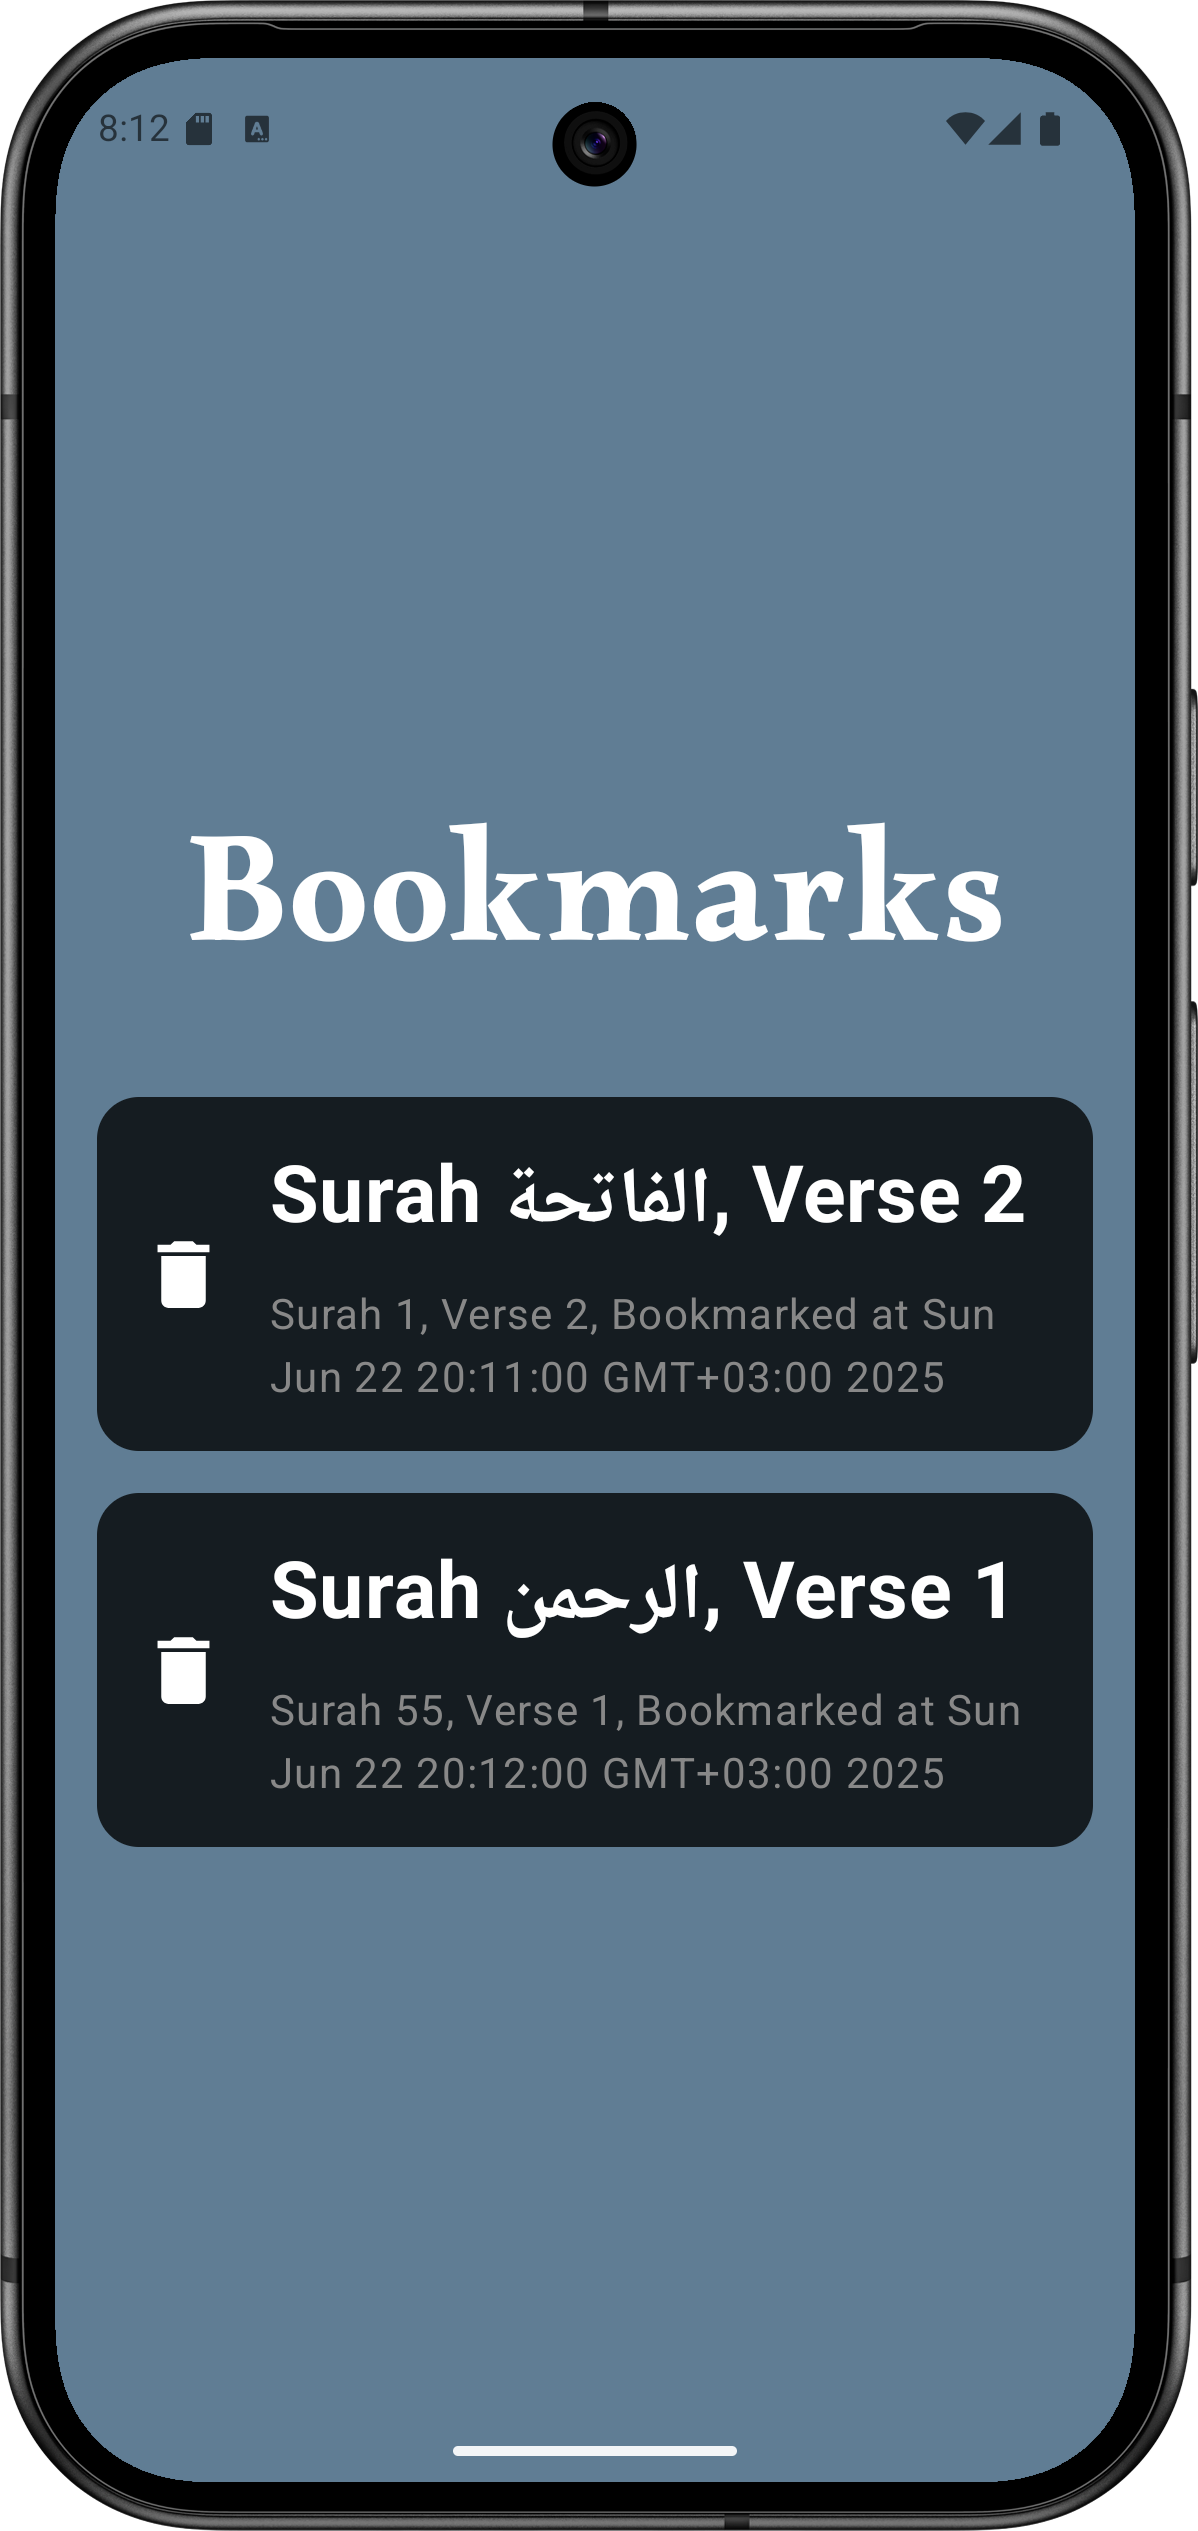 8:12
Bookmarks
Surah الفاتحة, Verse 2
Surah 1, Verse 2, Bookmarked at Sun
Jun 22 20:11:00 GMT+03:00 2025
Surah الرحمن, Verse 1
Surah 55, Verse 1, Bookmarked at Sun
Jun 22 20:12:00 GMT+03:00 2025